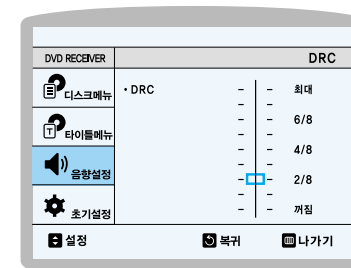 DVD RECEIVER DRC
디스크메뉴
• DRC
최대
6/8
T 타이틀메뉴
4/8
음향설정
2/8
초기설정
꺼짐
설정 복귀 나가기